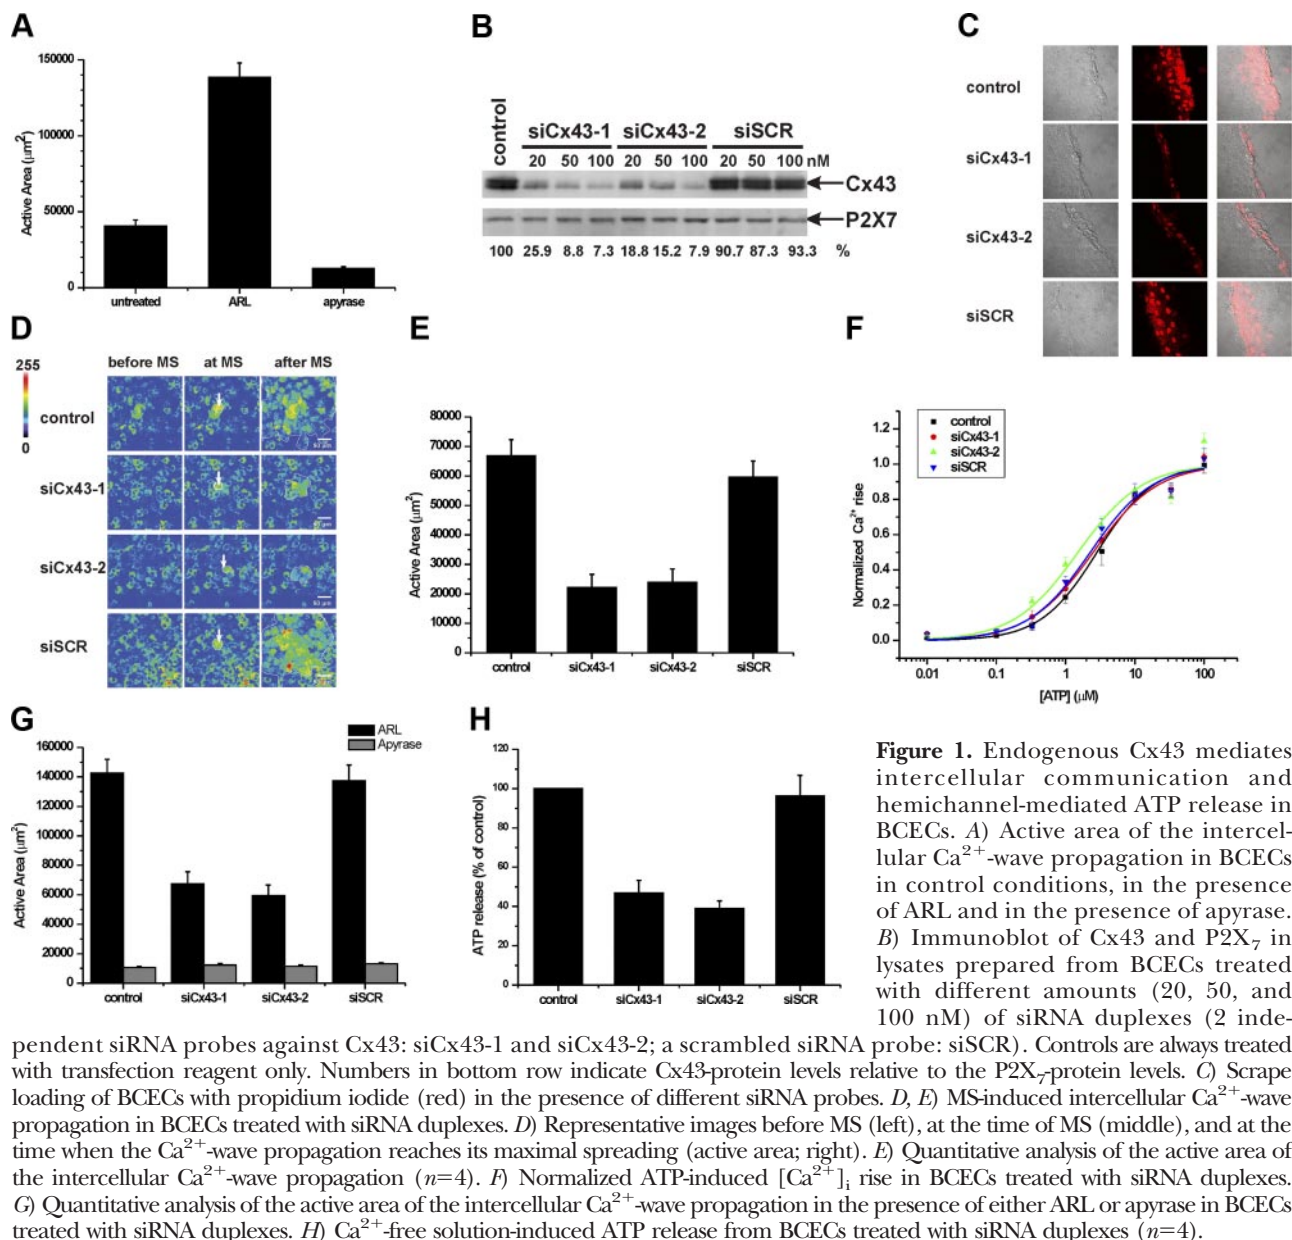 A
150000
100000
50000
0
Active Area (μm²)
untreated ARL apyrase
B
control
siCx43-1 siCx43-2 siSCR
20 50 100 20 50 100 20 50 100 nM
Cx43
P2X7
100 25.9 8.8 7.3 18.8 15.2 7.9 90.7 87.3 93.3 %
C
control
siCx43-1
siCx43-2
siSCR
D
before MS at MS after MS
255
0
control
siCx43-1
siCx43-2
siSCR
E
80000
70000
60000
50000
40000
30000
20000
10000
0
Active Area (μm²)
control siCx43-1 siCx43-2 siSCR
F
control
siCx43-1
siCx43-2
siSCR
1.2
1.0
0.8
0.6
0.4
0.2
0.0
Normalized Ca²⁺ rise
0.01 0.1 1 10 100
[ATP] (μM)
G
ARL
Apyrase
160000
140000
120000
100000
80000
60000
40000
20000
0
Active Area (μm²)
control siCx43-1 siCx43-2 siSCR
H
120
100
80
60
40
20
0
ATP release (% of control)
control siCx43-1 siCx43-2 siSCR
Figure 1. Endogenous Cx43 mediates
intercellular communication and
hemichannel-mediated ATP release in
BCECs. A) Active area of the intercel-
lular Ca²⁺-wave propagation in BCECs
in control conditions, in the presence
of ARL and in the presence of apyrase.
B) Immunoblot of Cx43 and P2X₇ in
lysates prepared from BCECs treated
with different amounts (20, 50, and
100 nM) of siRNA duplexes (2 inde-
pendent siRNA probes against Cx43: siCx43-1 and siCx43-2; a scrambled siRNA probe: siSCR). Controls are always treated
with transfection reagent only. Numbers in bottom row indicate Cx43-protein levels relative to the P2X₇-protein levels. C) Scrape
loading of BCECs with propidium iodide (red) in the presence of different siRNA probes. D, E) MS-induced intercellular Ca²⁺-wave
propagation in BCECs treated with siRNA duplexes. D) Representative images before MS (left), at the time of MS (middle), and at the
time when the Ca²⁺-wave propagation reaches its maximal spreading (active area; right). E) Quantitative analysis of the active area of
the intercellular Ca²⁺-wave propagation (n=4). F) Normalized ATP-induced [Ca²⁺]ᵢ rise in BCECs treated with siRNA duplexes.
G) Quantitative analysis of the active area of the intercellular Ca²⁺-wave propagation in the presence of either ARL or apyrase in BCECs
treated with siRNA duplexes. H) Ca²⁺-free solution-induced ATP release from BCECs treated with siRNA duplexes (n=4).